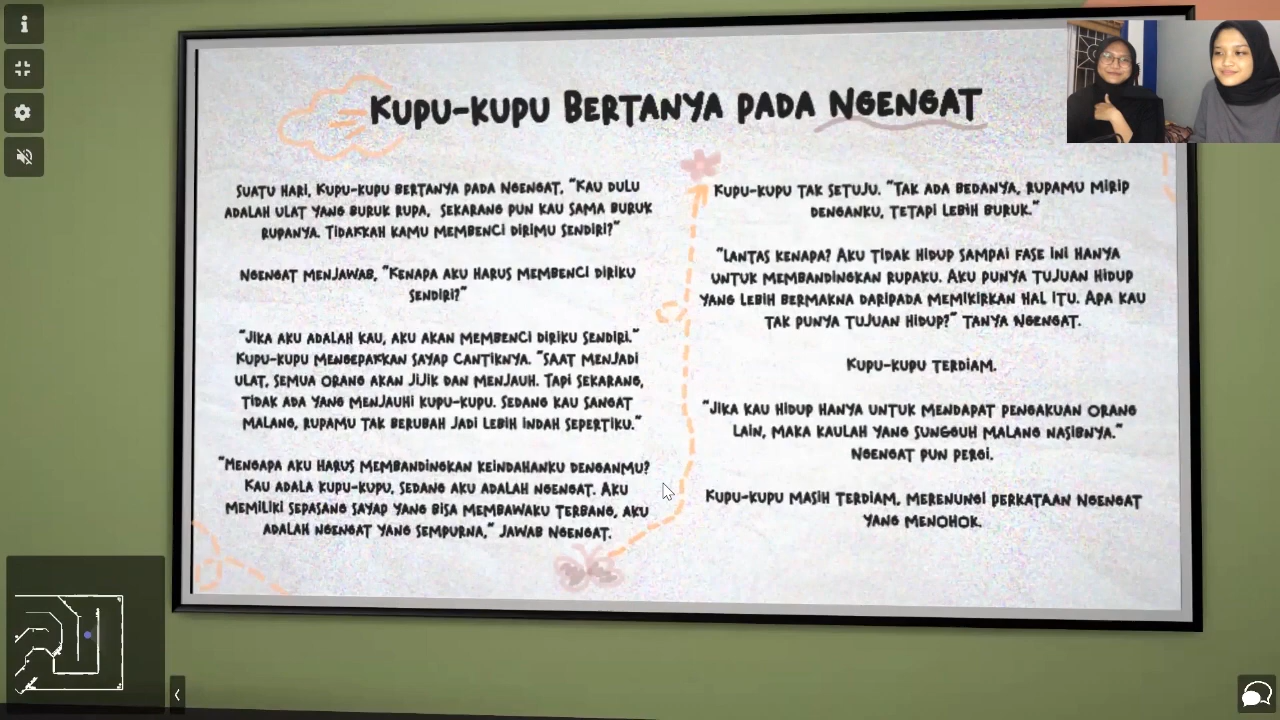 Kupu-kupu Bertanya pada Ngengat
Suatu hari, kupu-kupu bertanya pada ngengat, "Kau dulu
adalah ulat yang buruk rupa, sekarang pun kau sama buruk
rupanya. Tidakkah kamu membenci dirimu sendiri?"
Ngengat menjawab, "Kenapa aku harus membenci diriku
sendiri?"
"Jika aku adalah kau, aku akan membenci diriku sendiri."
Kupu-kupu mengepakkan sayap cantiknya. "Saat menjadi
ulat, semua orang akan jijik dan menjauh. Tapi sekarang,
tidak ada yang menjauhi kupu-kupu. Sedang kau sangat
malang, rupamu tak berubah jadi lebih indah sepertiku."
"Mengapa aku harus membandingkan keindahanku denganmu?
Kau adala kupu-kupu, sedang aku adalah ngengat. Aku
memiliki sepasang sayap yang bisa membawaku terbang, aku
adalah ngengat yang sempurna," jawab Ngengat.
Kupu-kupu tak setuju. "Tak ada bedanya, rupamu mirip
denganku, tetapi lebih buruk."
"Lantas kenapa? Aku tidak hidup sampai fase ini hanya
untuk membandingkan rupaku. Aku punya tujuan hidup
yang lebih bermakna daripada memikirkan hal itu. Apa kau
tak punya tujuan hidup?" tanya Ngengat.
Kupu-kupu terdiam.
"Jika kau hidup hanya untuk mendapat pengakuan orang
lain, maka kaulah yang sungguh malang nasibnya."
Ngengat pun pergi.
Kupu-kupu masih terdiam, merenungi perkataan Ngengat
yang menohok.